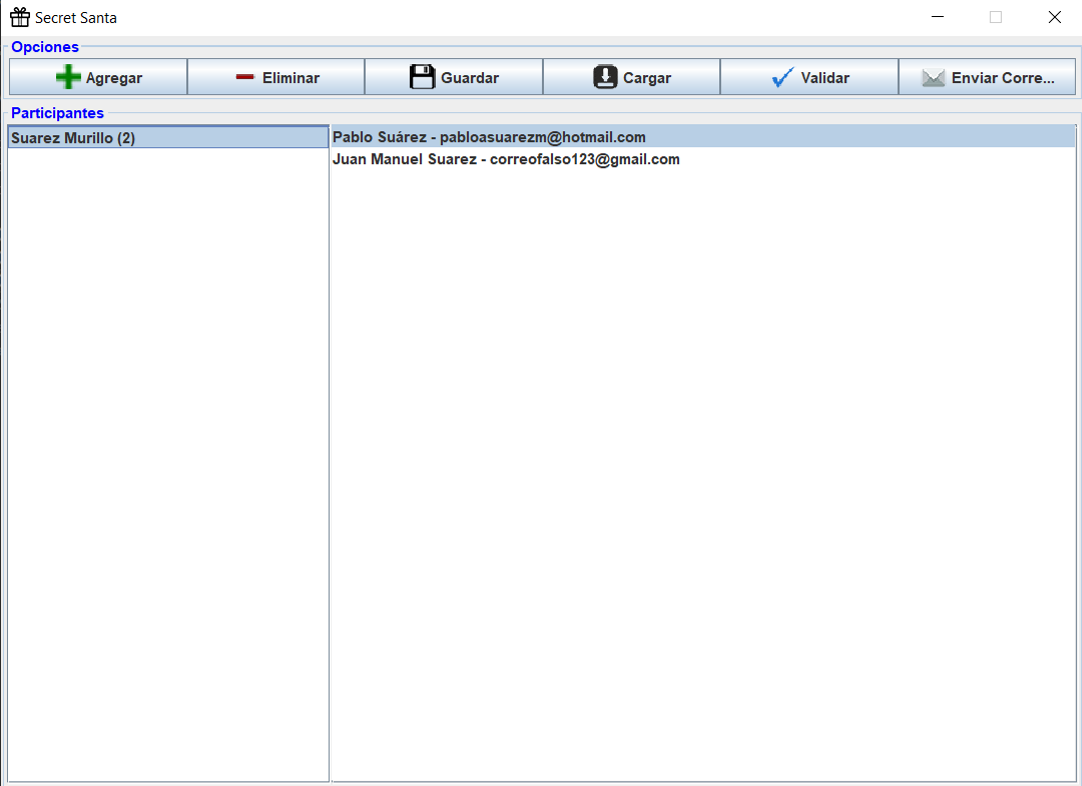 Secret Santa
Opciones
Agregar Eliminar Guardar Cargar Validar Enviar Corre...
Participantes
Suarez Murillo (2)
Pablo Suárez - pabloasuarezm@hotmail.com
Juan Manuel Suarez - correofalso123@gmail.com